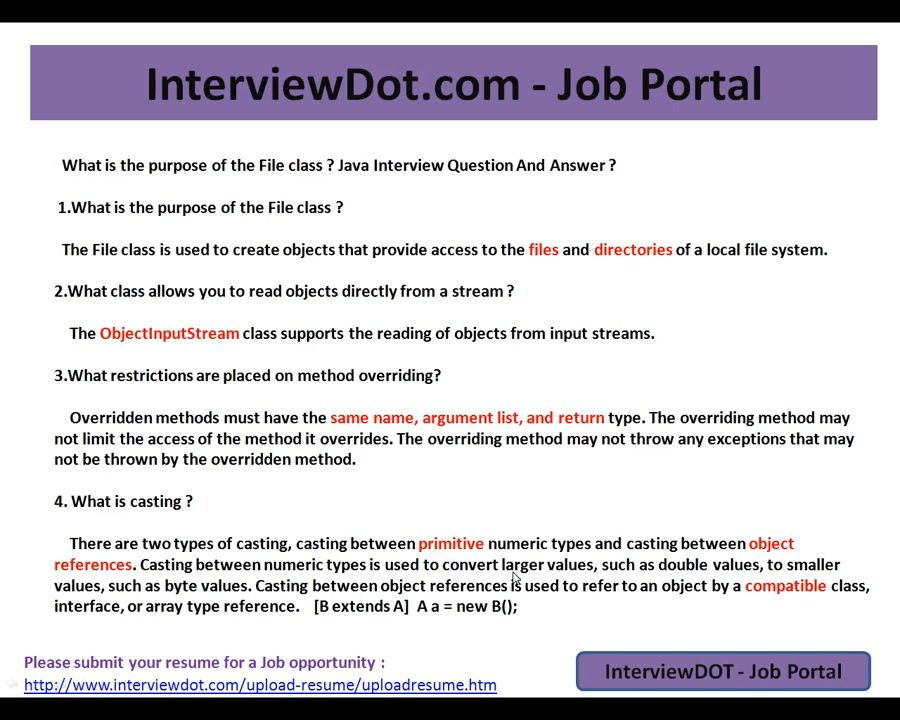 InterviewDot.com - Job Portal
What is the purpose of the File class ? Java Interview Question And Answer ?
1.What is the purpose of the File class ?
The File class is used to create objects that provide access to the files and directories of a local file system.
2.What class allows you to read objects directly from a stream ?
The ObjectInputStream class supports the reading of objects from input streams.
3.What restrictions are placed on method overriding?
Overridden methods must have the same name, argument list, and return type. The overriding method may
not limit the access of the method it overrides. The overriding method may not throw any exceptions that may
not be thrown by the overridden method.
4. What is casting ?
There are two types of casting, casting between primitive numeric types and casting between object
references. Casting between numeric types is used to convert larger values, such as double values, to smaller
values, such as byte values. Casting between object references is used to refer to an object by a compatible class,
interface, or array type reference. [B extends A] A a = new B();
Please submit your resume for a Job opportunity :
http://www.interviewdot.com/upload-resume/uploadresume.htm
InterviewDOT - Job Portal